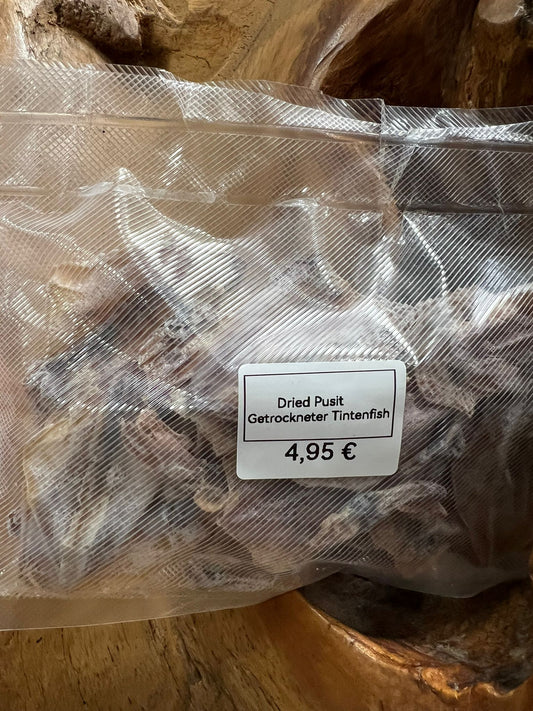 Dried Pusit
Getrockneter Tintenfish
4,95 €